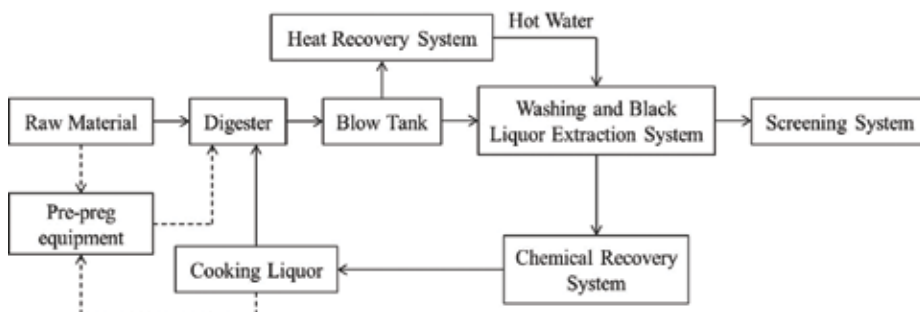 Heat Recovery System
Hot Water
Raw Material
Digester
Blow Tank
Washing and Black
Liquor Extraction System
Screening System
Pre-preg
equipment
Cooking Liquor
Chemical Recovery
System